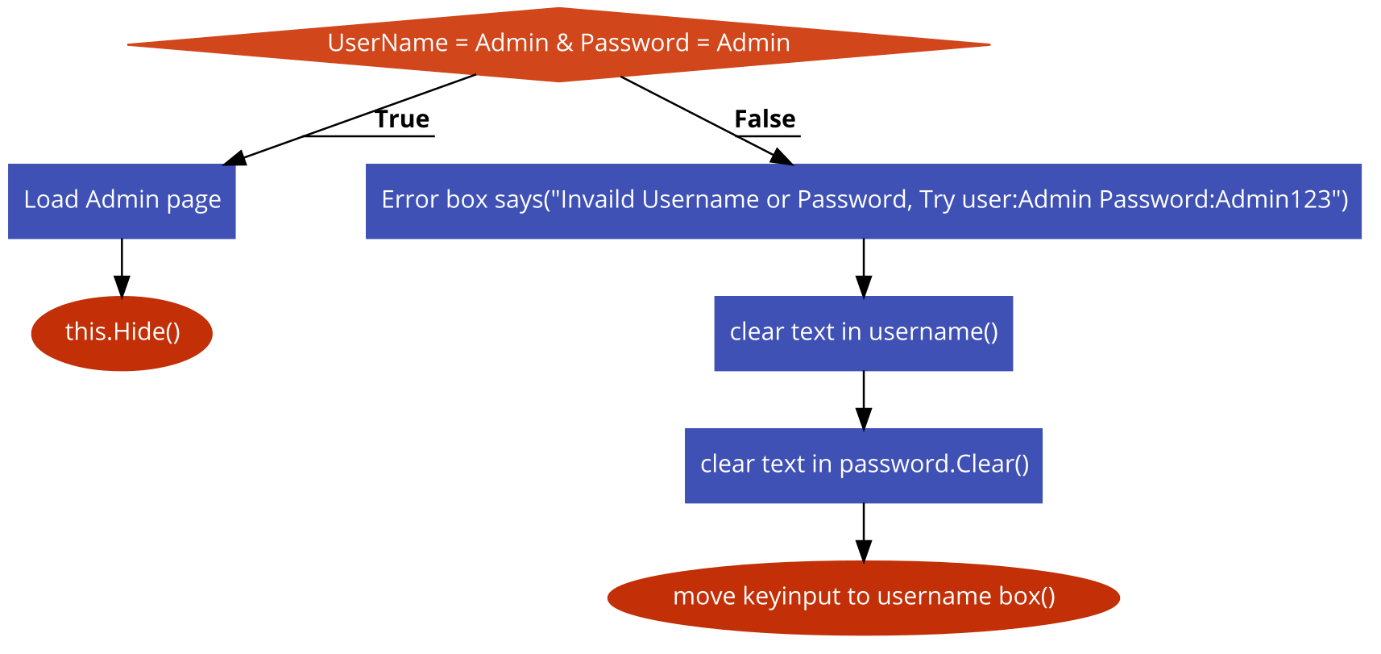 UserName = Admin & Password = Admin
True
False
Load Admin page
Error box says("Invaild Username or Password, Try user:Admin Password:Admin123")
this.Hide()
clear text in username()
clear text in password.Clear()
move keyinput to username box()